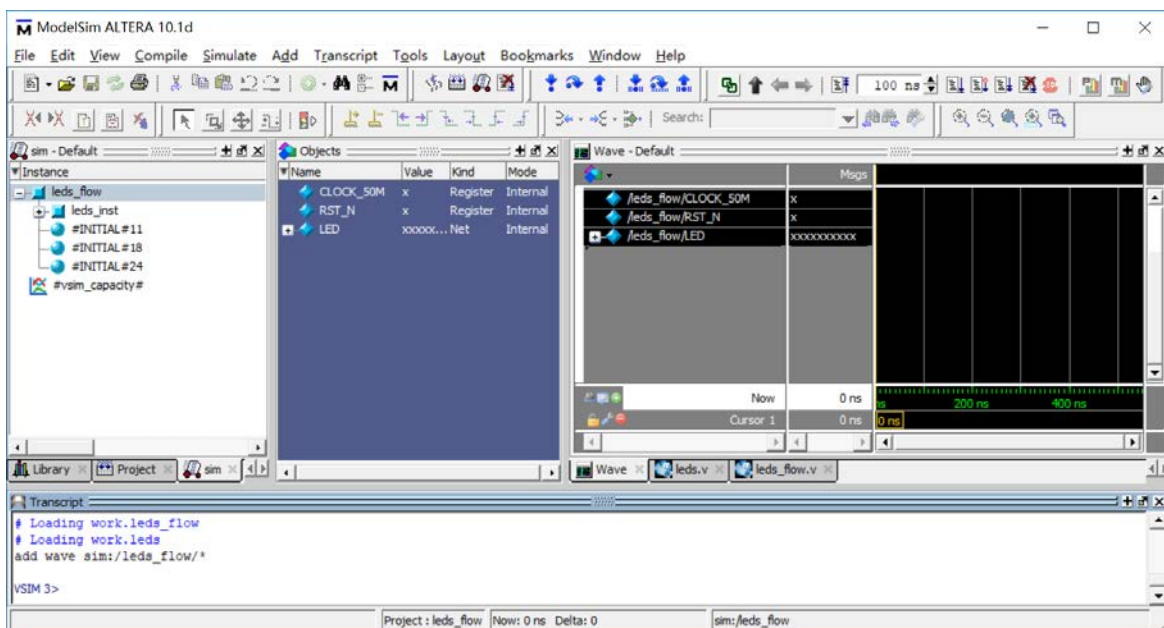 ModelSim ALTERA 10.1d
File Edit View Compile Simulate Add Transcript Tools Layout Bookmarks Window Help
100 ns
Search:
sim - Default
Instance
leds_flow
leds_inst
#INITIAL#11
#INITIAL#18
#INITIAL#24
#vsim_capacity#
Library Project sim
Objects
Name Value Kind Mode
CLOCK_50M x Register Internal
RST_N x Register Internal
LED xxxxx... Net Internal
Wave - Default
Msgs
/leds_flow/CLOCK_50M x
/leds_flow/RST_N x
/leds_flow/LED xxxxxxxxxx
Now 0 ns ns 200 ns 400 ns
Cursor 1 0 ns 0 ns
Wave leds.v leds_flow.v
Transcript
# Loading work.leds_flow
# Loading work.leds
add wave sim:/leds_flow/*
VSIM 3>
Project : leds_flow Now: 0 ns Delta: 0 sim:/leds_flow